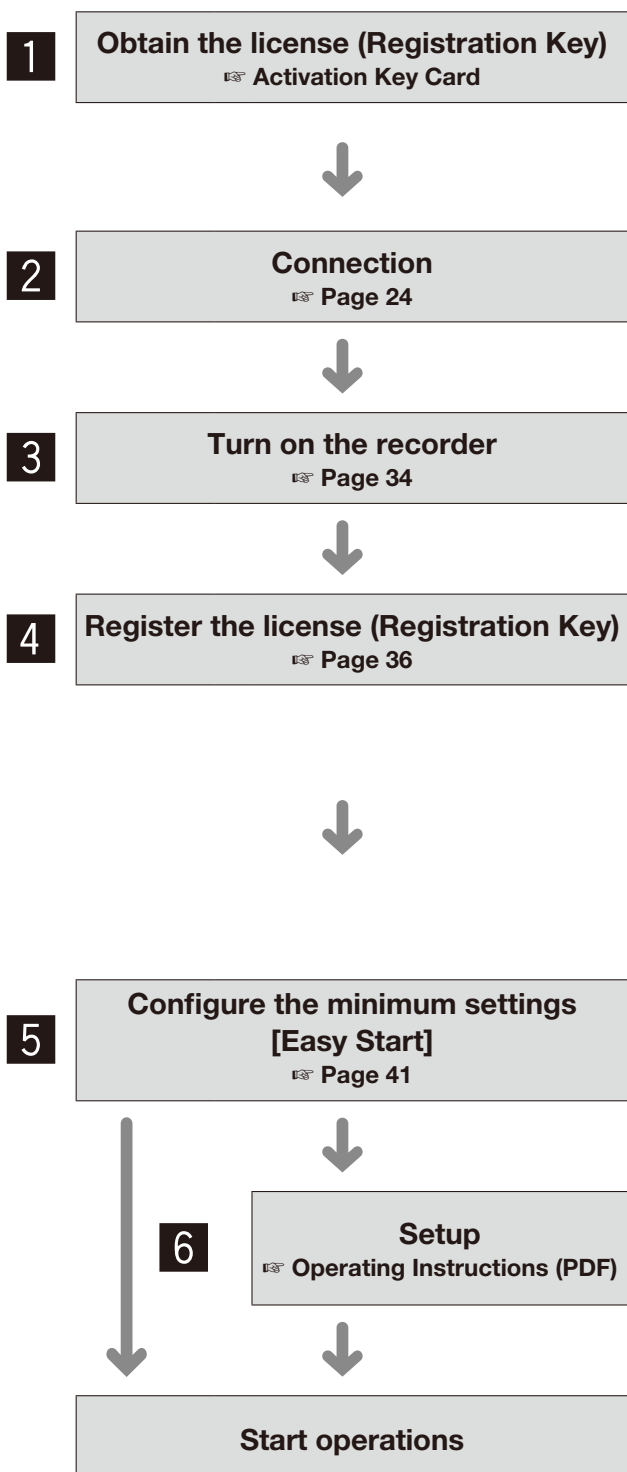 1
Obtain the license (Registration Key)
☞ Activation Key Card
2
Connection
☞ Page 24
3
Turn on the recorder
☞ Page 34
4
Register the license (Registration Key)
☞ Page 36
5
Configure the minimum settings
[Easy Start]
☞ Page 41
6
Setup
☞ Operating Instructions (PDF)
Start operations